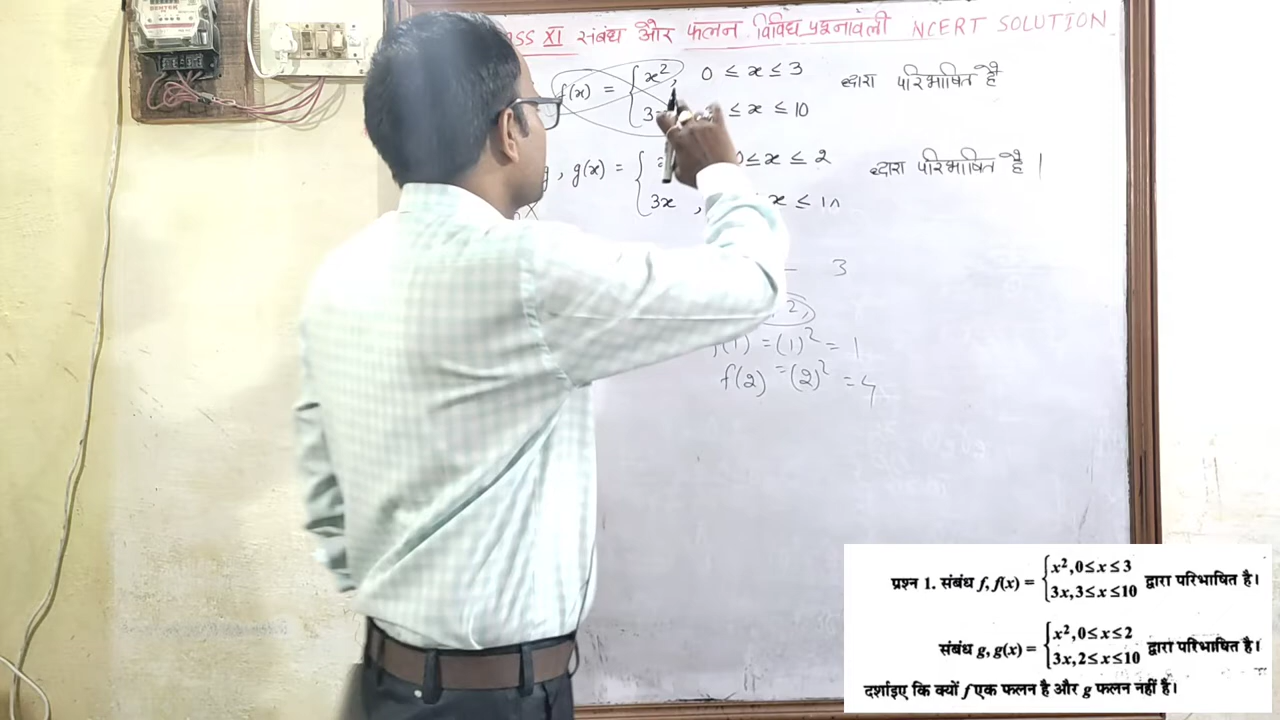 XI संबंध और फलन विविध प्रश्नावली NCERT SOLUTION
f(x) = { x², 0 ≤ x ≤ 3
≤ x ≤ 10
द्वारा परिभाषित है
g, g(x) = {
0 ≤ x ≤ 2
3x , x ≤ 10
द्वारा परिभाषित है।
3
2,
f(1) = (1)² = 1
f(2) = (2)² = 4
प्रश्न 1. संबंध f, f(x) = { x², 0 ≤ x ≤ 3
3x, 3 ≤ x ≤ 10 द्वारा परिभाषित है।
संबंध g, g(x) = { x², 0 ≤ x ≤ 2
3x, 2 ≤ x ≤ 10 द्वारा परिभाषित है।
दर्शाइए कि क्यों f एक फलन है और g फलन नहीं है।